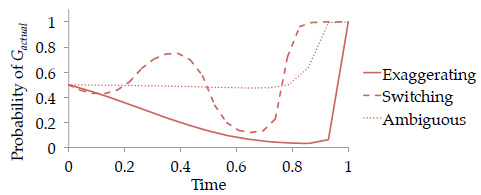 Probability of G_actual
1
0.8
0.6
0.4
0.2
0
0 0.2 0.4 0.6 0.8 1
Time
Exaggerating
Switching
Ambiguous